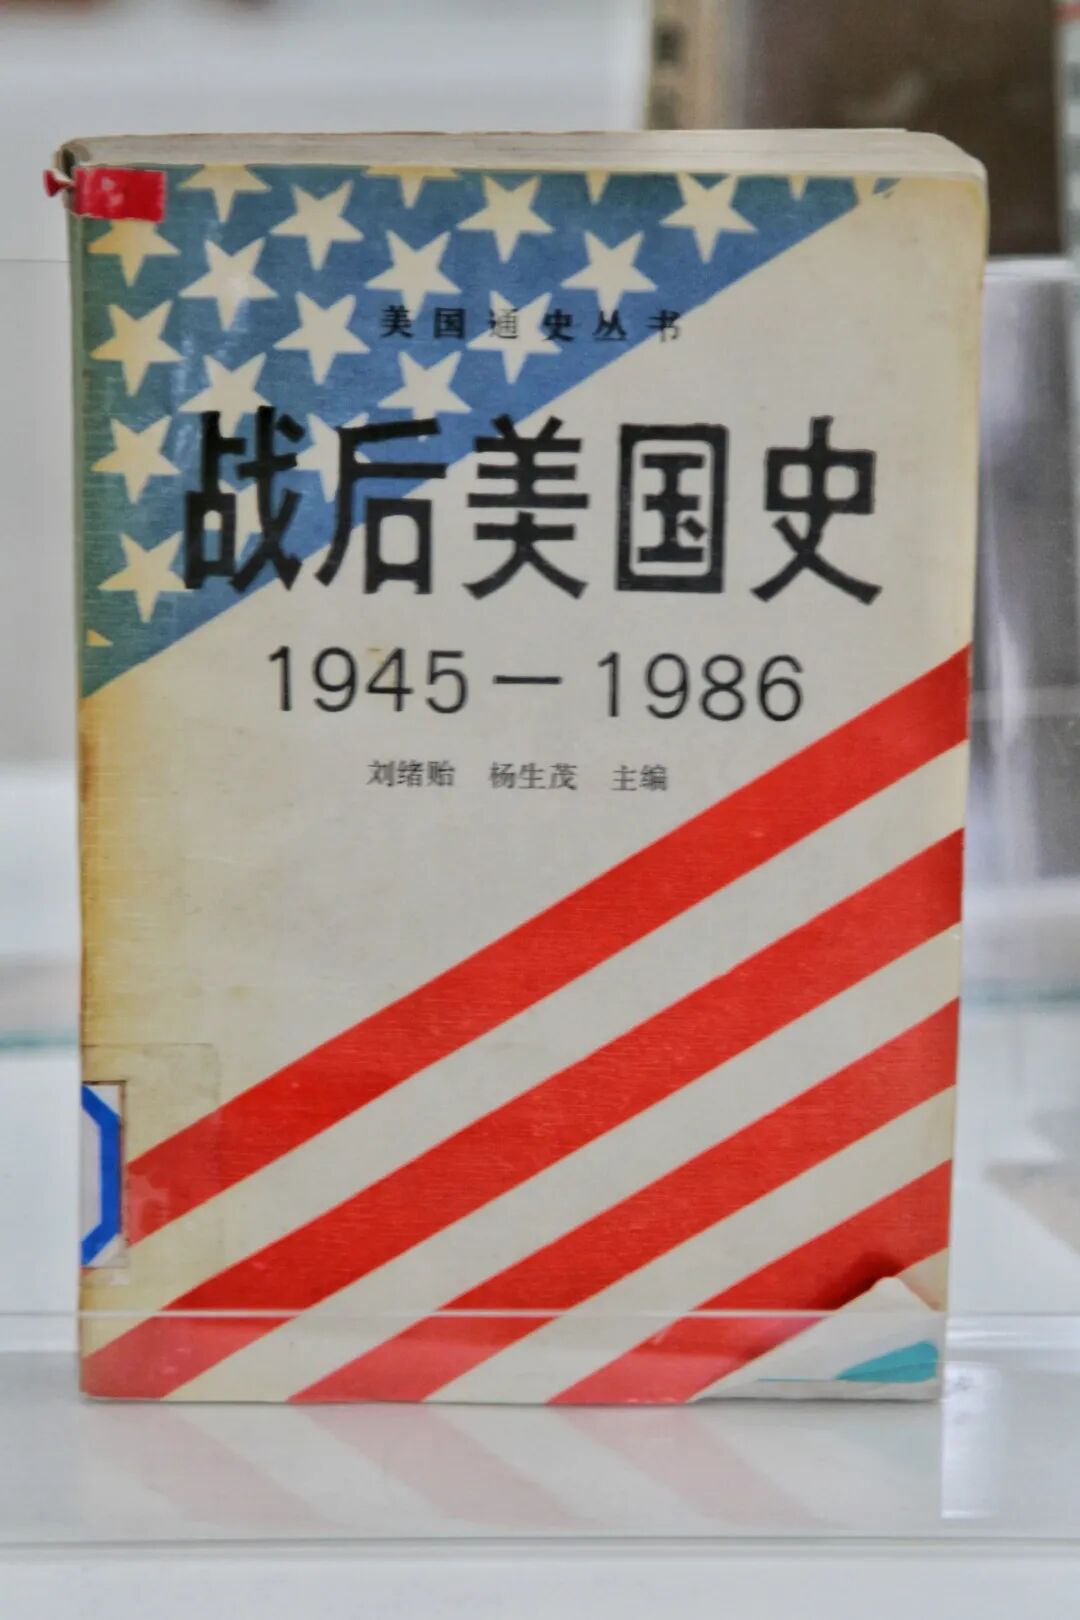 美国通史丛书
战后美国史
1945－1986
刘绪贻 杨生茂 主编